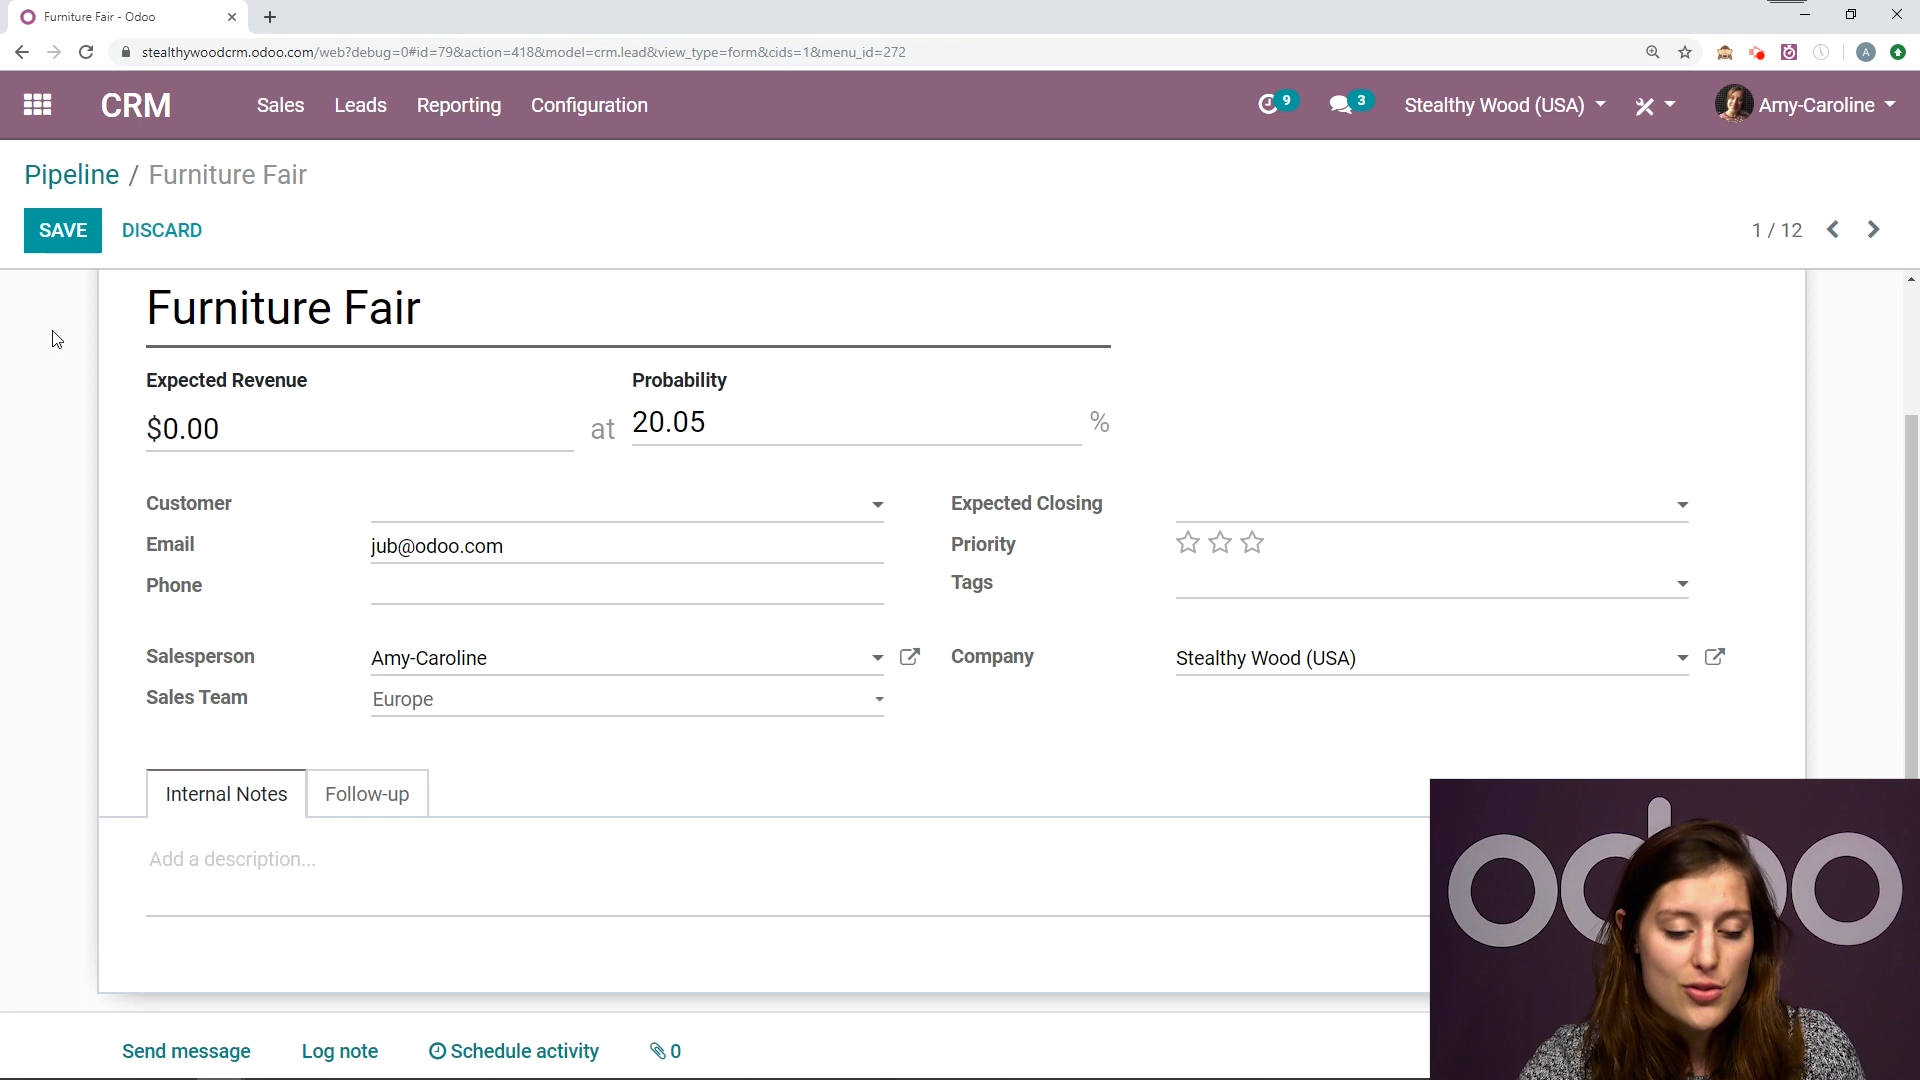 Furniture Fair - Odoo
stealthywoodcrm.odoo.com/web?debug=0#id=79&action=418&model=crm.lead&view_type=form&cids=1&menu_id=272
A
CRM
Sales
Leads
Reporting
Configuration
9
3
Stealthy Wood (USA)
Amy-Caroline
Pipeline / Furniture Fair
SAVE
DISCARD
1 / 12
Furniture Fair
Expected Revenue
Probability
$0.00
at
20.05
%
Customer
Expected Closing
Email
jub@odoo.com
Priority
Phone
Tags
Salesperson
Amy-Caroline
Company
Stealthy Wood (USA)
Sales Team
Europe
Internal Notes
Follow-up
Add a description...
odoo
Send message
Log note
Schedule activity
0